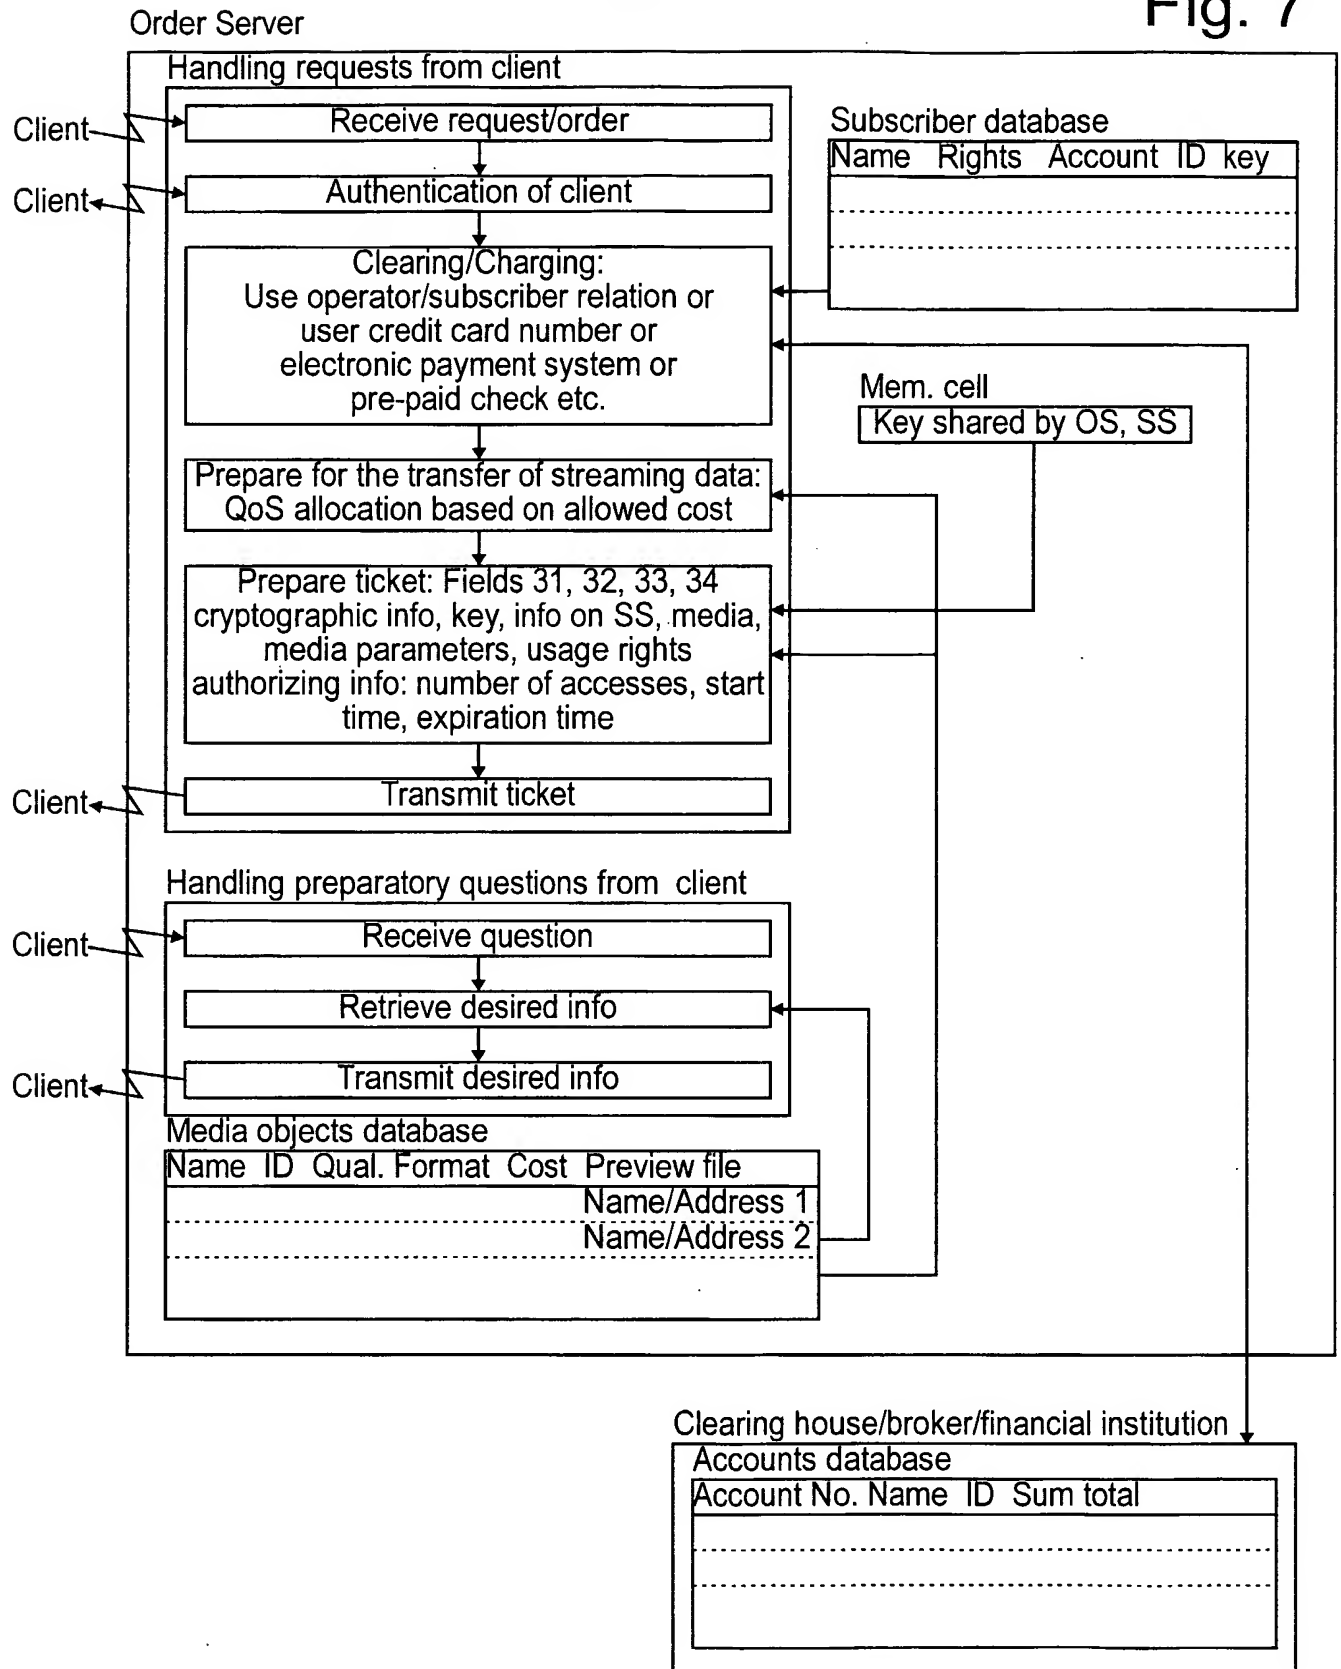 Fig. 7
Order Server
Handling requests from client
Client
Receive request/order
Client
Authentication of client
Clearing/Charging:
Use operator/subscriber relation or
user credit card number or
electronic payment system or
pre-paid check etc.
Subscriber database
Name Rights Account ID key
Mem. cell
Key shared by OS, SS
Prepare for the transfer of streaming data:
QoS allocation based on allowed cost
Prepare ticket: Fields 31, 32, 33, 34
cryptographic info, key, info on SS, media,
media parameters, usage rights
authorizing info: number of accesses, start
time, expiration time
Client
Transmit ticket
Handling preparatory questions from client
Client
Receive question
Retrieve desired info
Client
Transmit desired info
Media objects database
Name ID Qual. Format Cost Preview file
Name/Address 1
Name/Address 2
Clearing house/broker/financial institution
Accounts database
Account No. Name ID Sum total